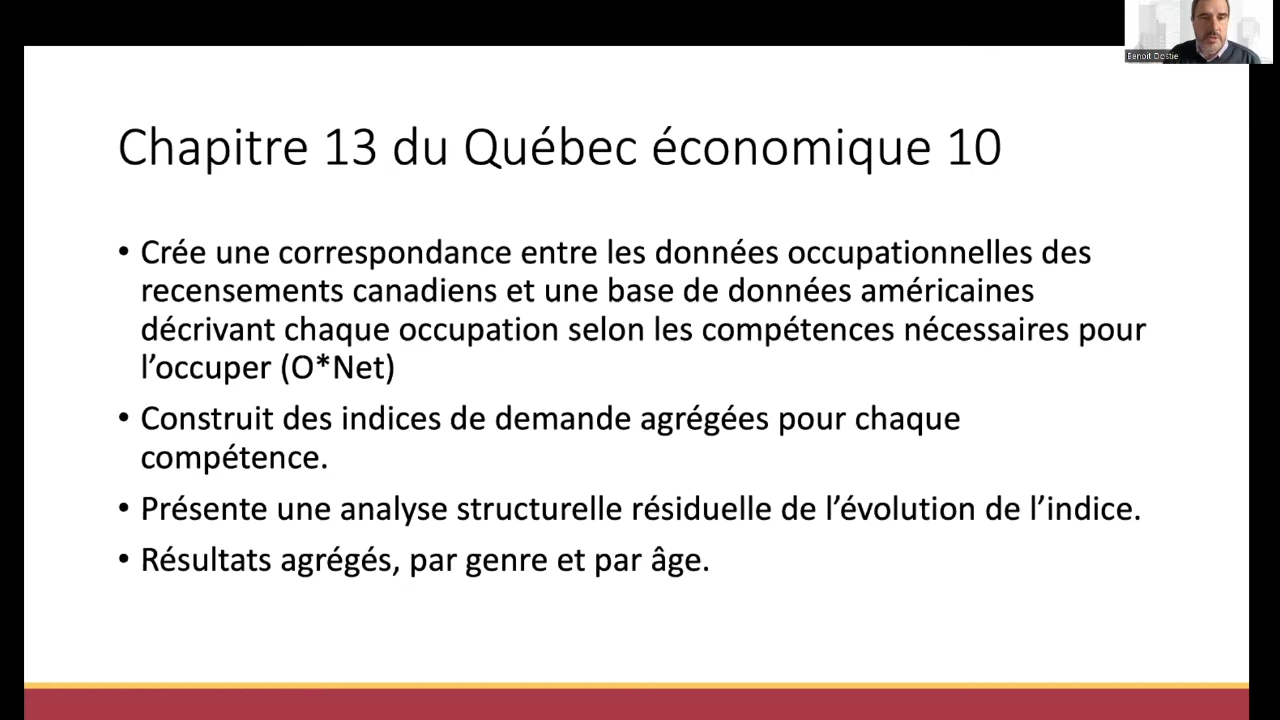 Benoit Dostie
Chapitre 13 du Québec économique 10
• Crée une correspondance entre les données occupationnelles des
recensements canadiens et une base de données américaines
décrivant chaque occupation selon les compétences nécessaires pour
l’occuper (O*Net)
• Construit des indices de demande agrégées pour chaque
compétence.
• Présente une analyse structurelle résiduelle de l’évolution de l’indice.
• Résultats agrégés, par genre et par âge.